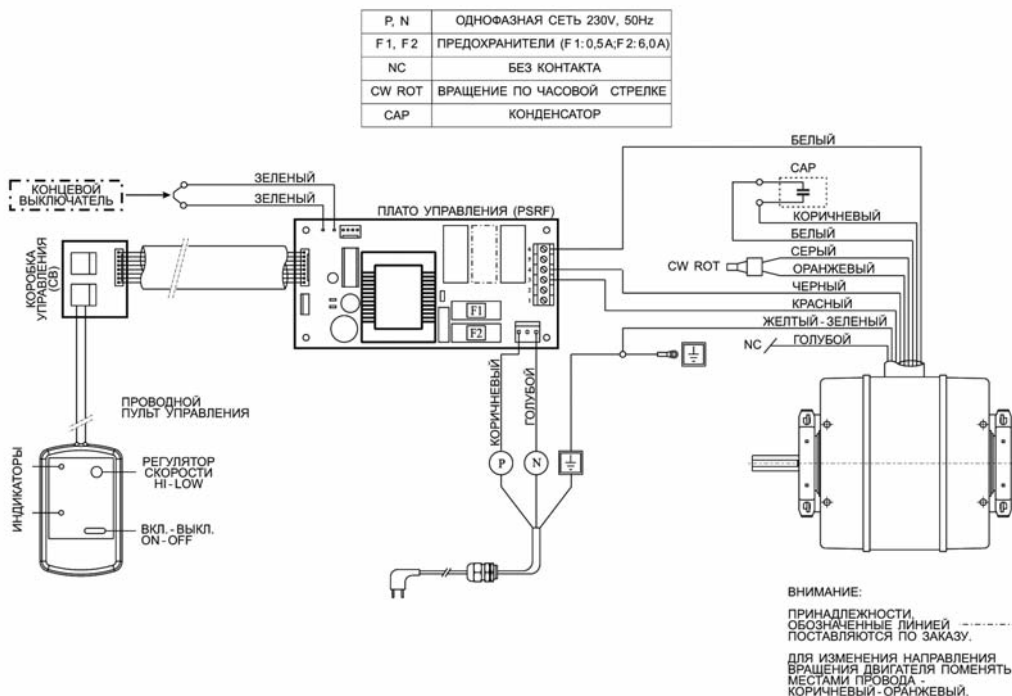 P, N ОДНОФАЗНАЯ СЕТЬ 230V, 50Hz
F1, F2 ПРЕДОХРАНИТЕЛИ (F1:0,5А;F2:6,0А)
NC БЕЗ КОНТАКТА
CW ROT ВРАЩЕНИЕ ПО ЧАСОВОЙ СТРЕЛКЕ
CAP КОНДЕНСАТОР
БЕЛЫЙ
CAP
КОНЦЕВОЙ
ВЫКЛЮЧАТЕЛЬ
ЗЕЛЕНЫЙ
ЗЕЛЕНЫЙ
ПЛАТО УПРАВЛЕНИЯ (PSRF)
КОРИЧНЕВЫЙ
БЕЛЫЙ
СЕРЫЙ
CW ROT
ОРАНЖЕВЫЙ
ЧЕРНЫЙ
КРАСНЫЙ
ЖЕЛТЫЙ-ЗЕЛЕНЫЙ
NC
ГОЛУБОЙ
КОРОБКА
УПРАВЛЕНИЯ
(CB)
F1
F2
КОРИЧНЕВЫЙ
ГОЛУБОЙ
P
N
ПРОВОДНОЙ
ПУЛЬТ УПРАВЛЕНИЯ
ИНДИКАТОРЫ
РЕГУЛЯТОР
СКОРОСТИ
HI-LOW
ВКЛ.-ВЫКЛ.
ON-OFF
ВНИМАНИЕ:
ПРИНАДЛЕЖНОСТИ,
ОБОЗНАЧЕННЫЕ ЛИНИЕЙ
ПОСТАВЛЯЮТСЯ ПО ЗАКАЗУ.
ДЛЯ ИЗМЕНЕНИЯ НАПРАВЛЕНИЯ
ВРАЩЕНИЯ ДВИГАТЕЛЯ ПОМЕНЯТЬ
МЕСТАМИ ПРОВОДА -
КОРИЧНЕВЫЙ-ОРАНЖЕВЫЙ.